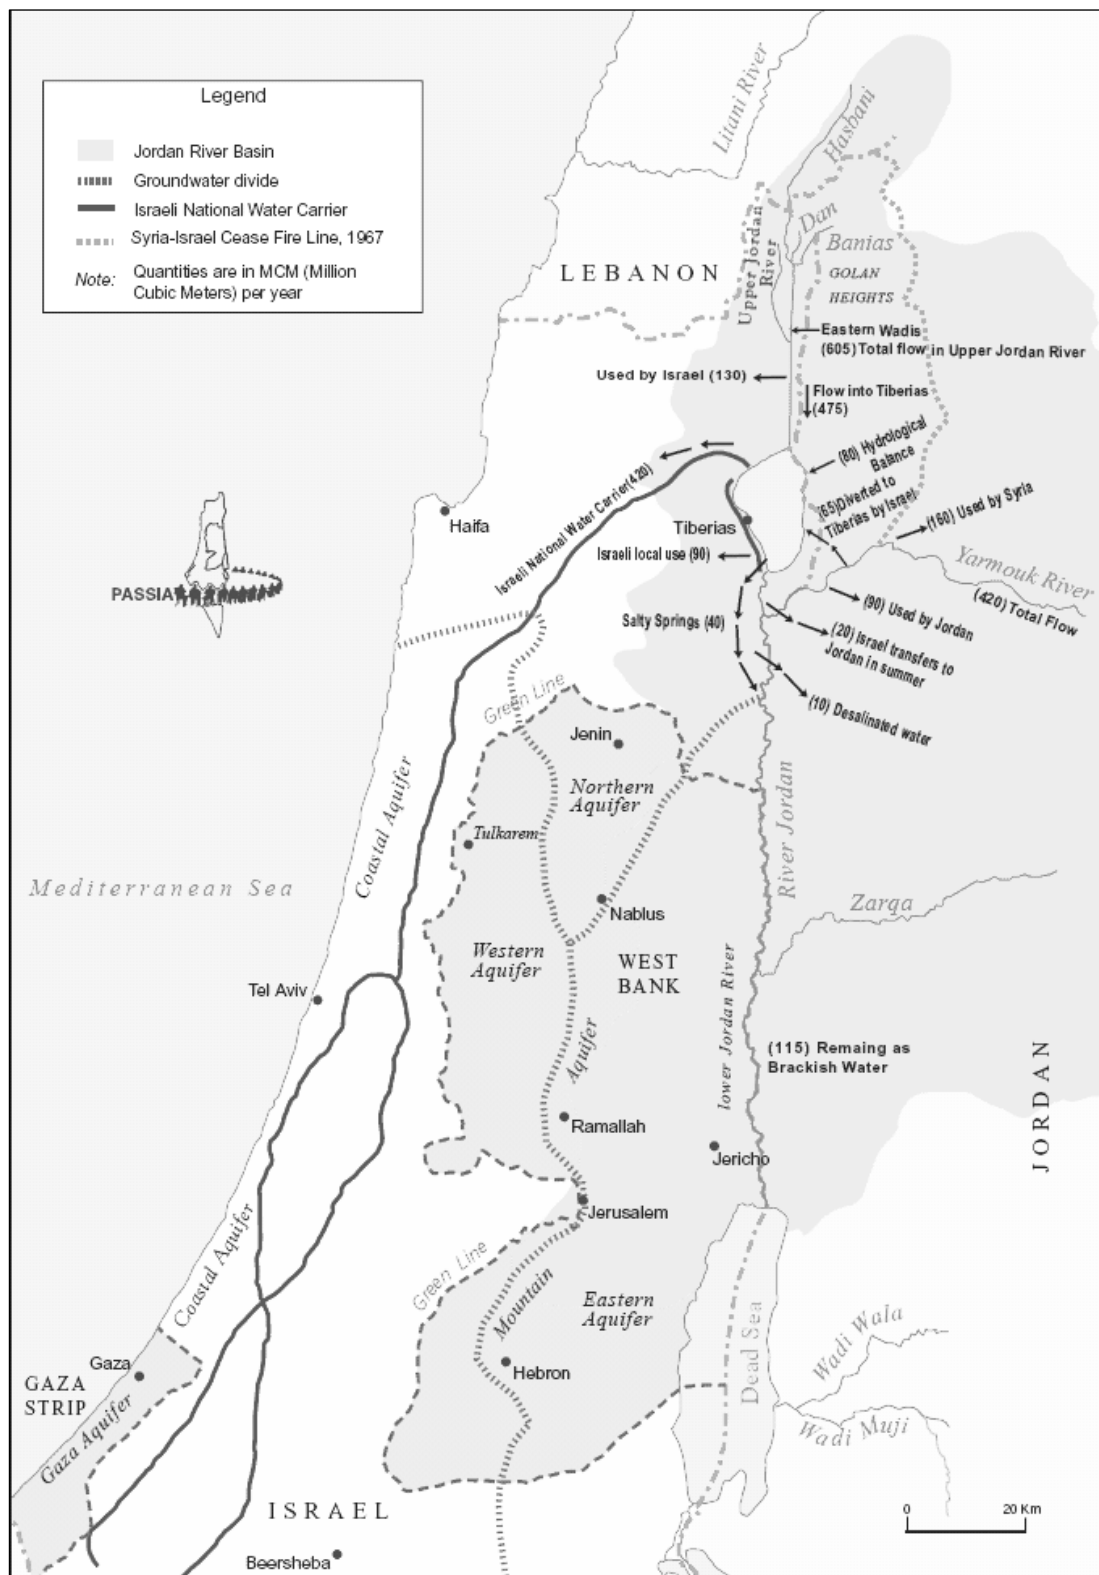 Legend
Jordan River Basin
Groundwater divide
Israeli National Water Carrier
Syria-Israel Cease Fire Line, 1967
Note: Quantities are in MCM (Million
Cubic Meters) per year
Litani River
Hasbani
Dan
Banias
GOLAN
HEIGHTS
Upper Jordan
River
LEBANON
Eastern Wadis
(605) Total flow in Upper Jordan River
Used by Israel (130)
Flow into Tiberias
(475)
(80) Hydrological
Balance
(65)Diverted to
Tiberias by Israel
(160) Used by Syria
Israeli National Water Carrier(420)
Haifa
Tiberias
Israeli local use (90)
Yarmouk River
(420) Total Flow
PASSIA
(90) Used by Jordan
Salty Springs (40)
(20) Israel transfers to
Jordan in summer
(10) Desalinated water
Green Line
Jenin
Northern
Aquifer
River Jordan
Coastal Aquifer
Tulkarem
Mediterranean Sea
Zarqa
Nablus
Western
Aquifer
WEST
BANK
Tel Aviv
lower Jordan River
Aquifer
(115) Remaing as
Brackish Water
JORDAN
Ramallah
Jericho
Jerusalem
Coastal Aquifer
Green Line
Mountain
Eastern
Aquifer
Dead Sea
Wadi Wala
Gaza
GAZA
STRIP
Hebron
Gaza Aquifer
Wadi Muji
ISRAEL
0 20 Km
Beersheba